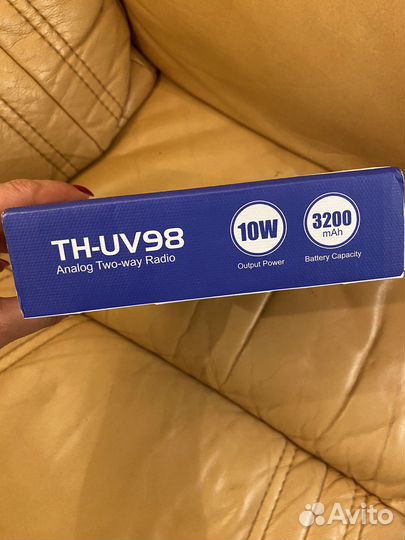 TH-UV98
Analog Two-way Radio
10W
Output Power
3200
mAh
Battery Capacity
Avito